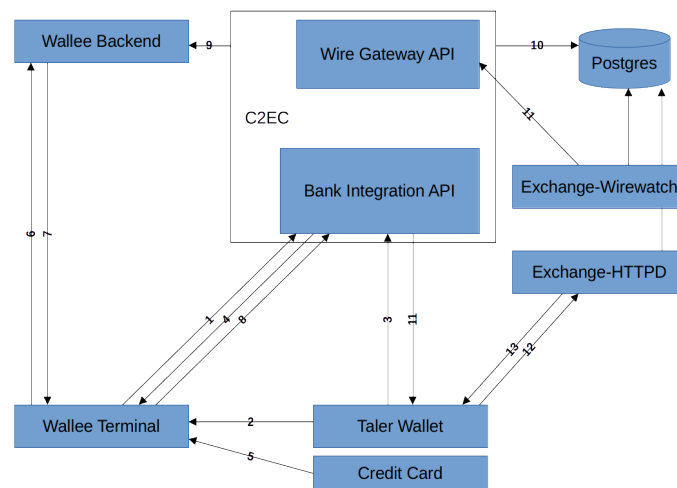 Wallee Backend
9
Wire Gateway API
10
Postgres
C2EC
11
Bank Integration API
Exchange-Wirewatch
6
7
Exchange-HTTPD
1
4
8
3
11
13
12
Wallee Terminal
2
Taler Wallet
5
Credit Card